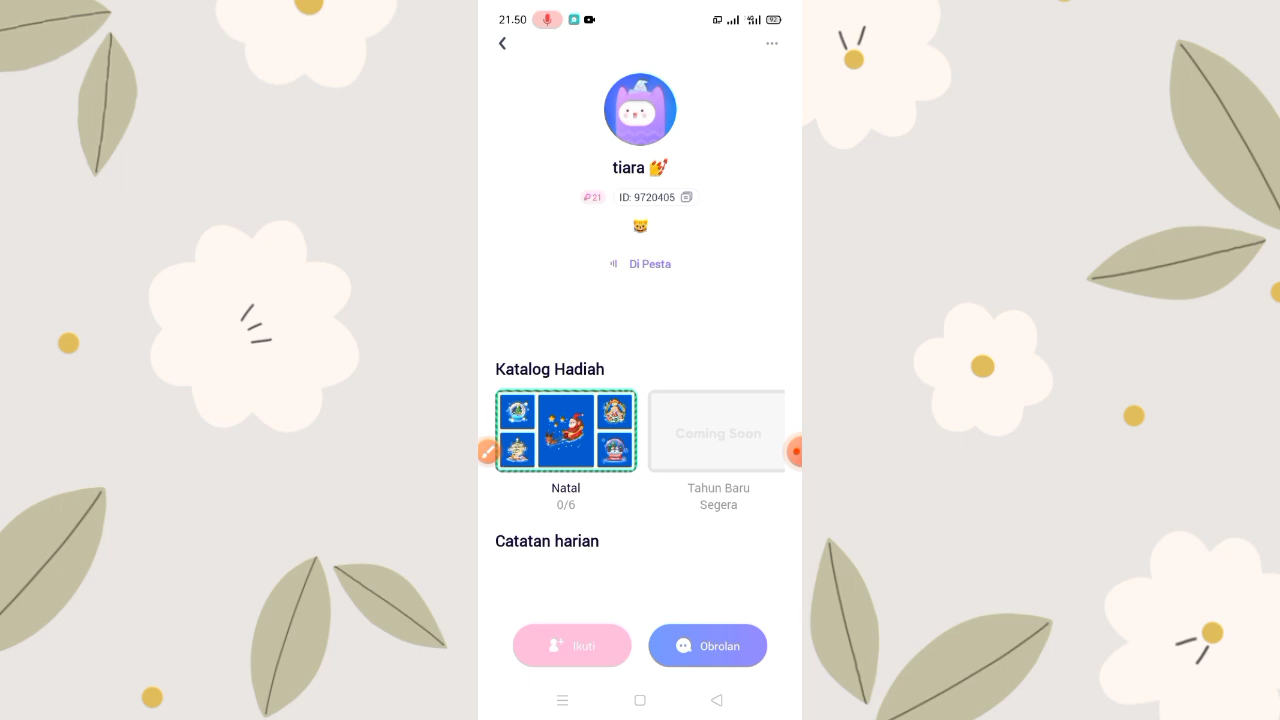 21.50
92
tiara
21 ID: 9720405
Di Pesta
Katalog Hadiah
Coming Soon
Natal
0/6
Tahun Baru
Segera
Catatan harian
Ikuti
Obrolan